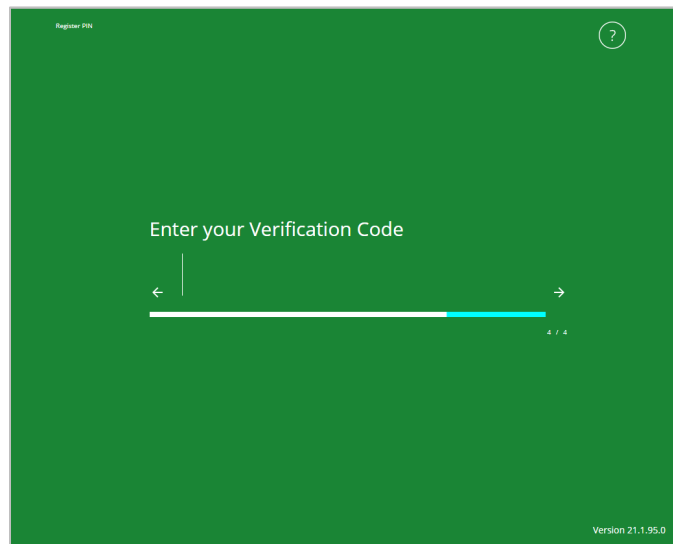 Register PIN
?
Enter your Verification Code
4 / 4
Version 21.1.95.0